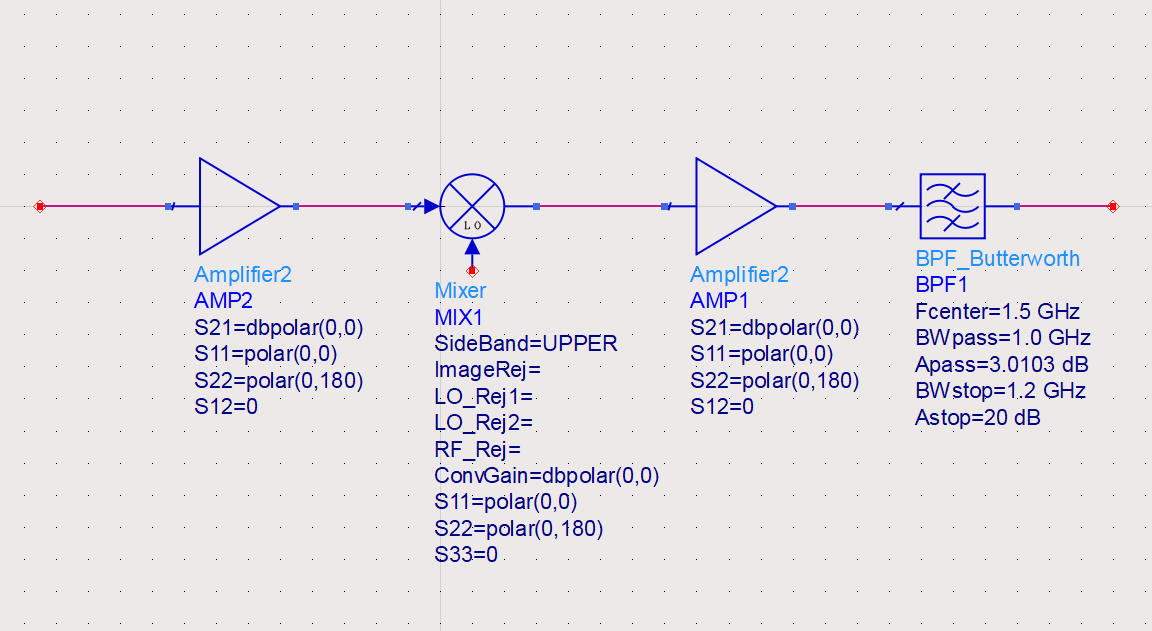 LO
Amplifier2
AMP2
S21=dbpolar(0,0)
S11=polar(0,0)
S22=polar(0,180)
S12=0
Mixer
MIX1
SideBand=UPPER
ImageRej=
LO_Rej1=
LO_Rej2=
RF_Rej=
ConvGain=dbpolar(0,0)
S11=polar(0,0)
S22=polar(0,180)
S33=0
Amplifier2
AMP1
S21=dbpolar(0,0)
S11=polar(0,0)
S22=polar(0,180)
S12=0
BPF_Butterworth
BPF1
Fcenter=1.5 GHz
BWpass=1.0 GHz
Apass=3.0103 dB
BWstop=1.2 GHz
Astop=20 dB